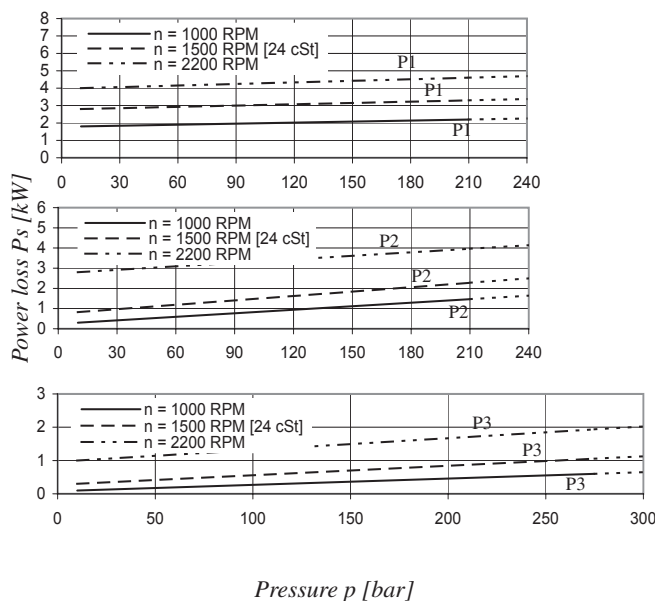 8
7
6
5
4
3
2
1
0
n = 1000 RPM
n = 1500 RPM [24 cSt]
n = 2200 RPM
P1
P1
P1
0 30 60 90 120 150 180 210 240
Power loss Ps [kW]
6
5
4
3
2
1
0
n = 1000 RPM
n = 1500 RPM [24 cSt]
n = 2200 RPM
P2
P2
P2
0 30 60 90 120 150 180 210 240
3
2
1
0
n = 1000 RPM
n = 1500 RPM [24 cSt]
n = 2200 RPM
P3
P3
P3
0 50 100 150 200 250 300
Pressure p [bar]